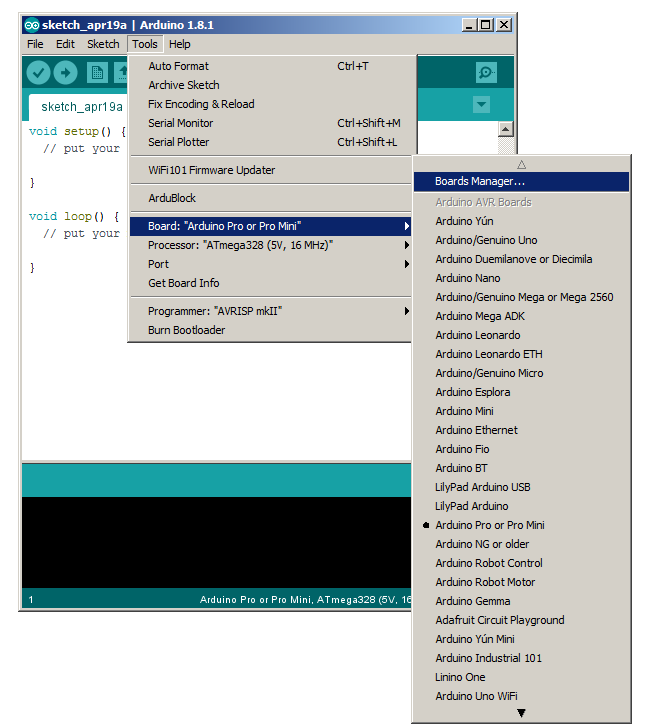 sketch_apr19a | Arduino 1.8.1
File Edit Sketch Tools Help
sketch_apr19a
void setup() {
// put your
}
void loop() {
// put your
}
Auto Format Ctrl+T
Archive Sketch
Fix Encoding & Reload
Serial Monitor Ctrl+Shift+M
Serial Plotter Ctrl+Shift+L
WiFi101 Firmware Updater
ArduBlock
Board: "Arduino Pro or Pro Mini"
Processor: "ATmega328 (5V, 16 MHz)"
Port
Get Board Info
Programmer: "AVRISP mkII"
Burn Bootloader
Boards Manager...
Arduino AVR Boards
Arduino Yún
Arduino/Genuino Uno
Arduino Duemilanove or Diecimila
Arduino Nano
Arduino/Genuino Mega or Mega 2560
Arduino Mega ADK
Arduino Leonardo
Arduino Leonardo ETH
Arduino/Genuino Micro
Arduino Esplora
Arduino Mini
Arduino Ethernet
Arduino Fio
Arduino BT
LilyPad Arduino USB
LilyPad Arduino
Arduino Pro or Pro Mini
Arduino NG or older
Arduino Robot Control
Arduino Robot Motor
Arduino Gemma
Adafruit Circuit Playground
Arduino Yún Mini
Arduino Industrial 101
Linino One
Arduino Uno WiFi
1 Arduino Pro or Pro Mini, ATmega328 (5V, 16